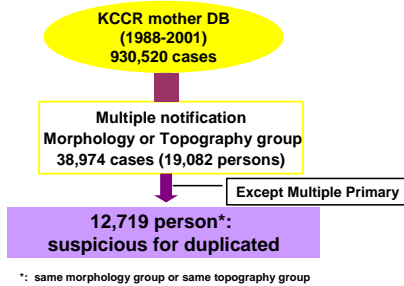 KCCR mother DB
(1988-2001)
930,520 cases
Multiple notification
Morphology or Topography group
38,974 cases (19,082 persons)
Except Multiple Primary
12,719 person*:
suspicious for duplicated
*: same morphology group or same topography group